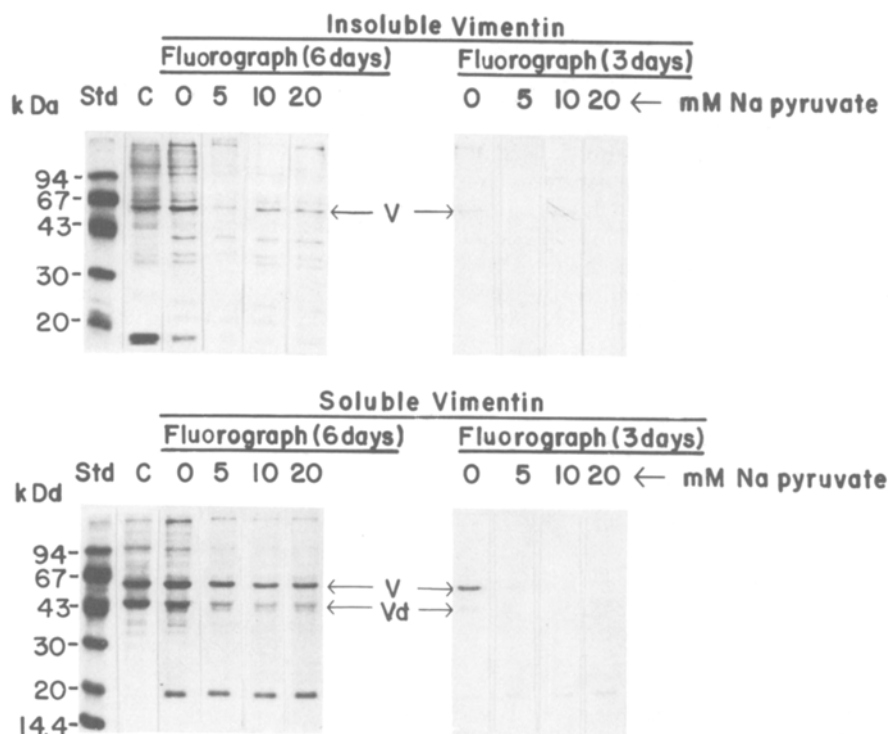 Insoluble Vimentin
Fluorograph (6 days) Fluorograph (3 days)
kDa Std C 0 5 10 20 0 5 10 20 ← mM Na pyruvate
94-
67-
← V →
43-
30-
20-
Soluble Vimentin
Fluorograph (6 days) Fluorograph (3 days)
Std C 0 5 10 20 0 5 10 20 ← mM Na pyruvate
kDd
94-
67-
← V →
43- ← Vd →
30-
20-
14.4-